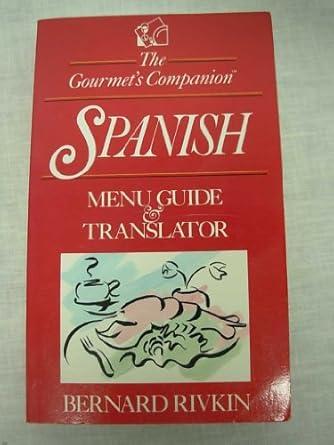 The
Gourmet's Companion™
SPANISH
MENU GUIDE
&
TRANSLATOR
BERNARD RIVKIN